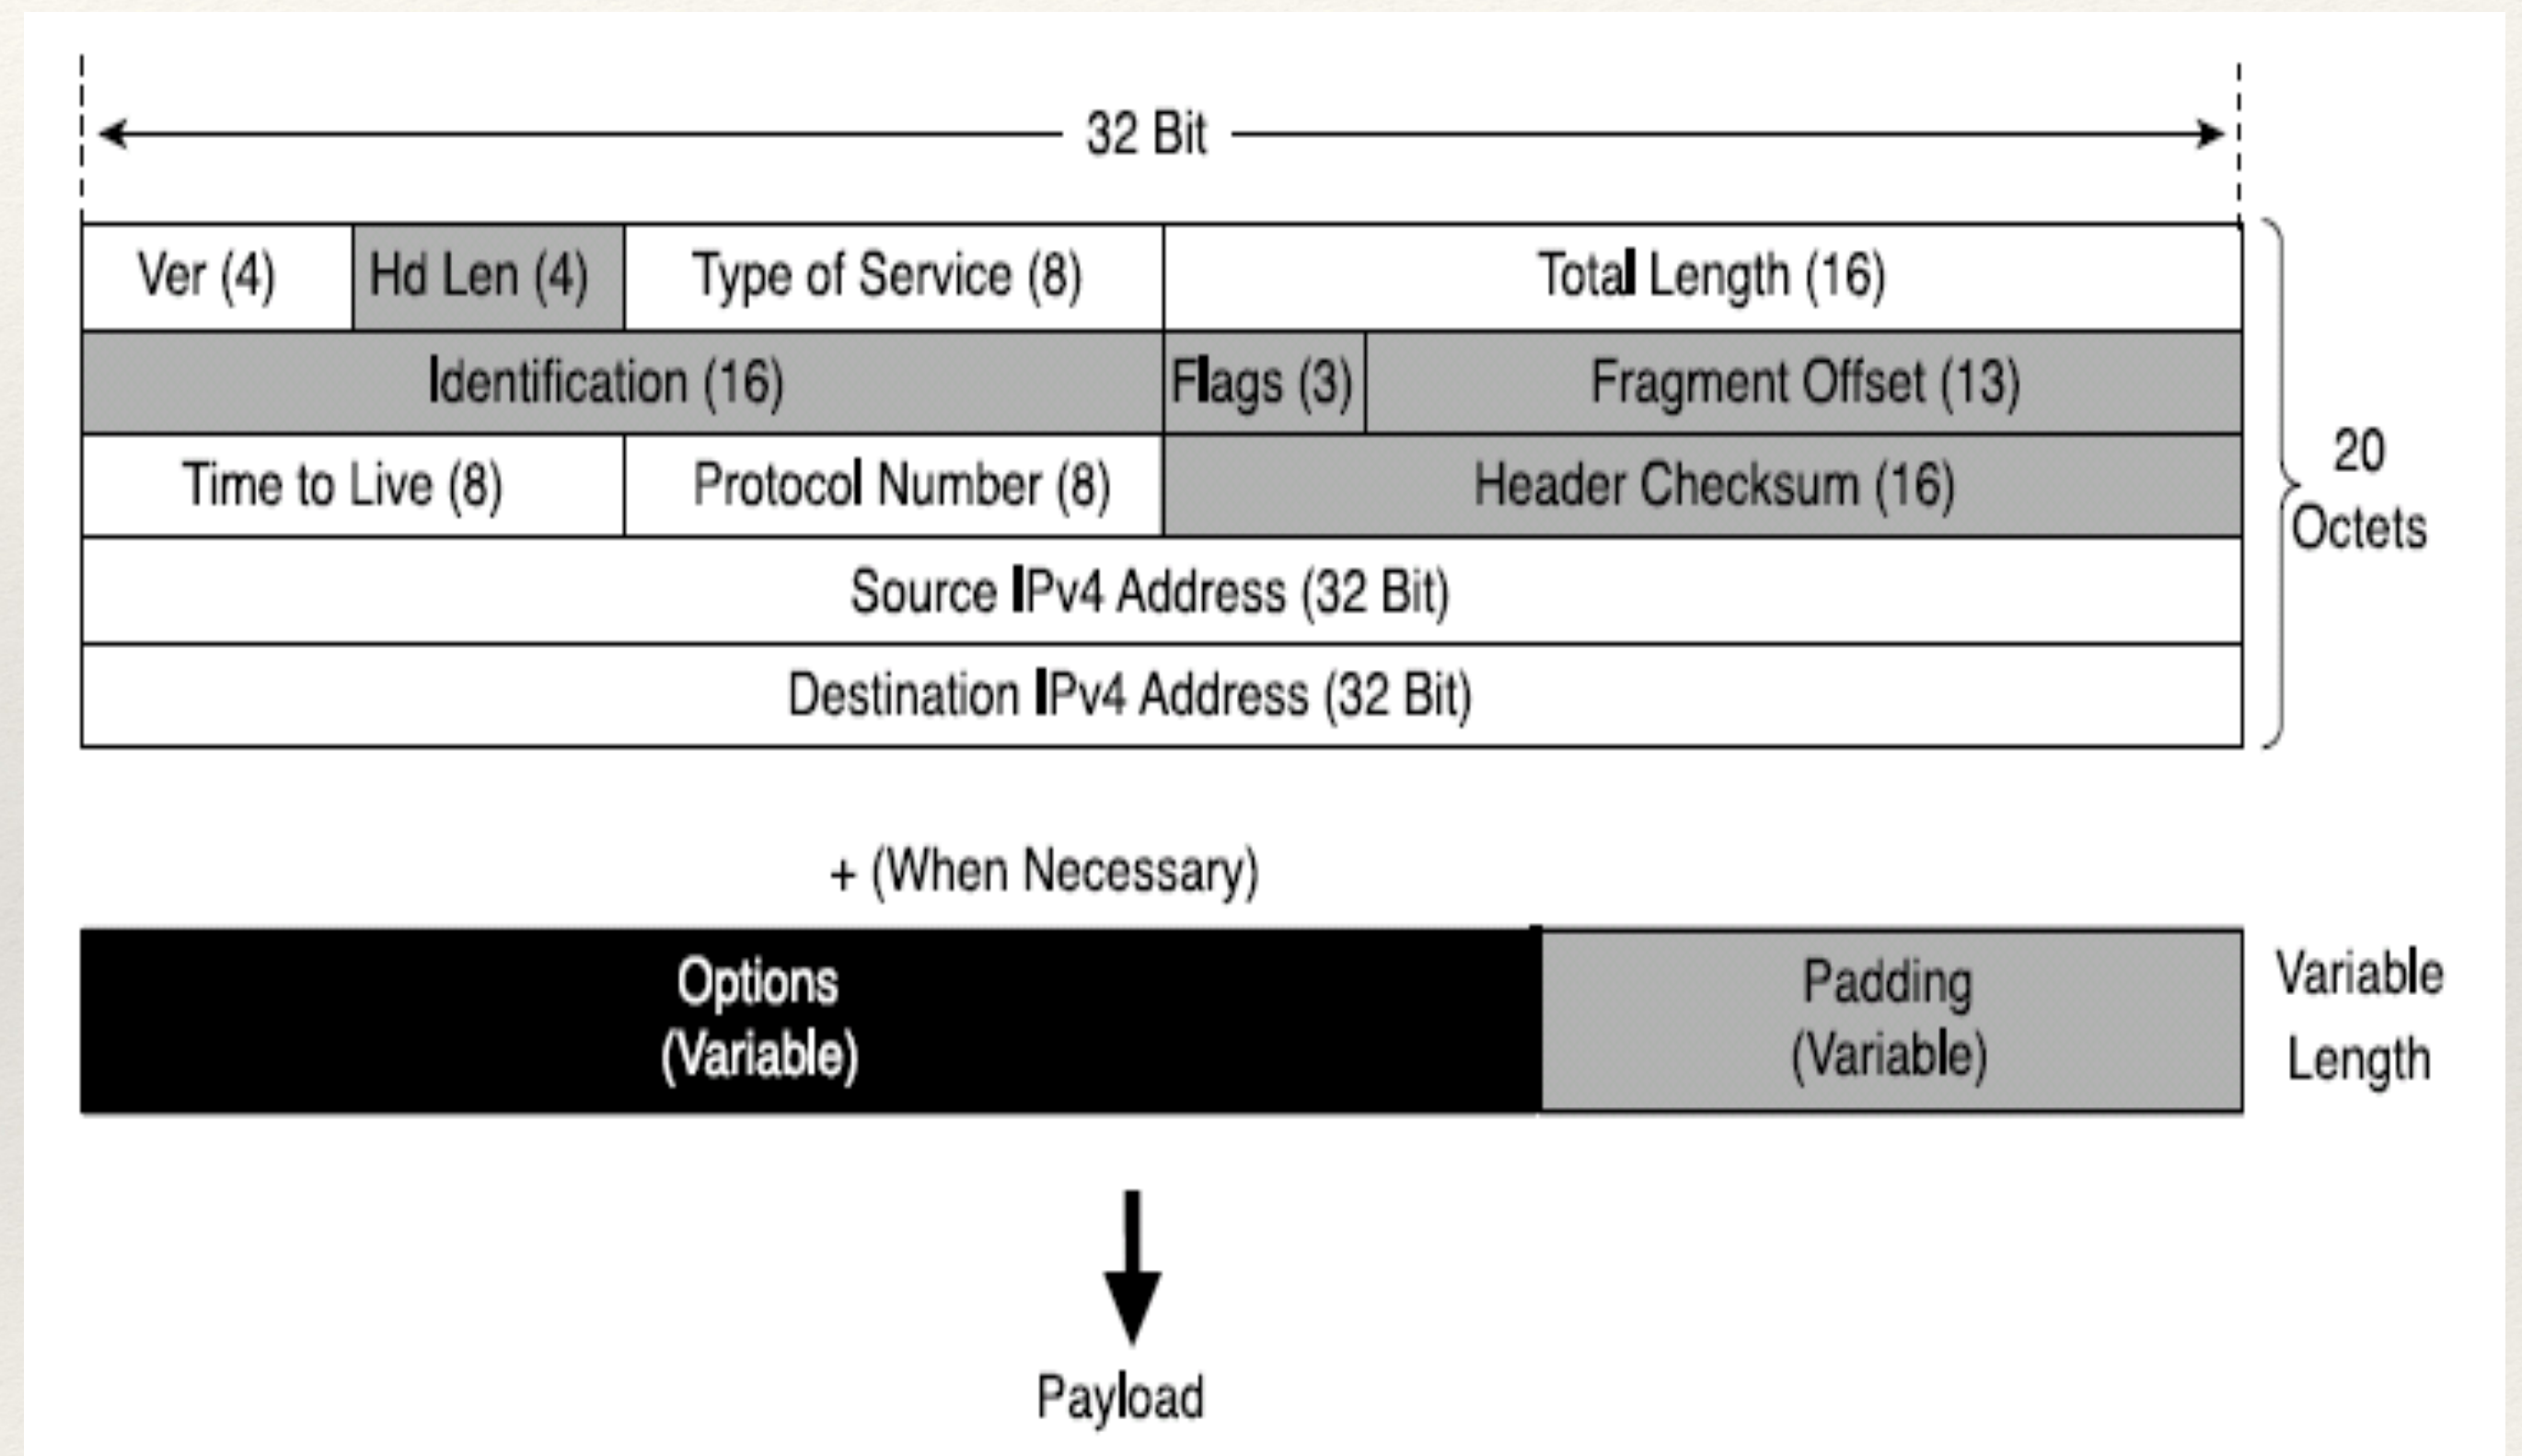 32 Bit
Ver (4) Hd Len (4) Type of Service (8) Total Length (16)
Identification (16) Flags (3) Fragment Offset (13)
Time to Live (8) Protocol Number (8) Header Checksum (16)
Source IPv4 Address (32 Bit)
Destination IPv4 Address (32 Bit)
20
Octets
+ (When Necessary)
Options
(Variable)
Padding
(Variable)
Variable
Length
Payload